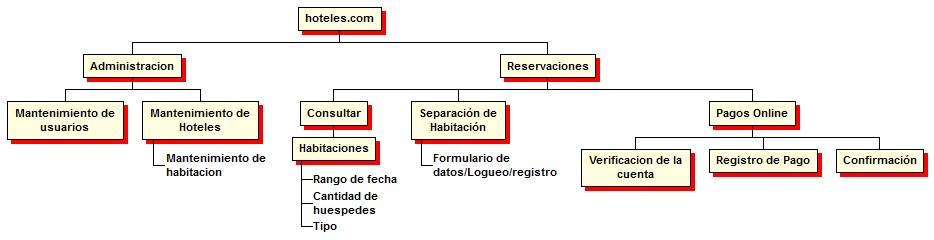 hoteles.com
Administracion
Reservaciones
Mantenimiento de
usuarios
Mantenimiento de
Hoteles
Consultar
Separación de
Habitación
Pagos Online
Mantenimiento de
habitacion
Habitaciones
Formulario de
datos/Logueo/registro
Verificacion de la
cuenta
Registro de Pago
Confirmación
Rango de fecha
Cantidad de
huespedes
Tipo